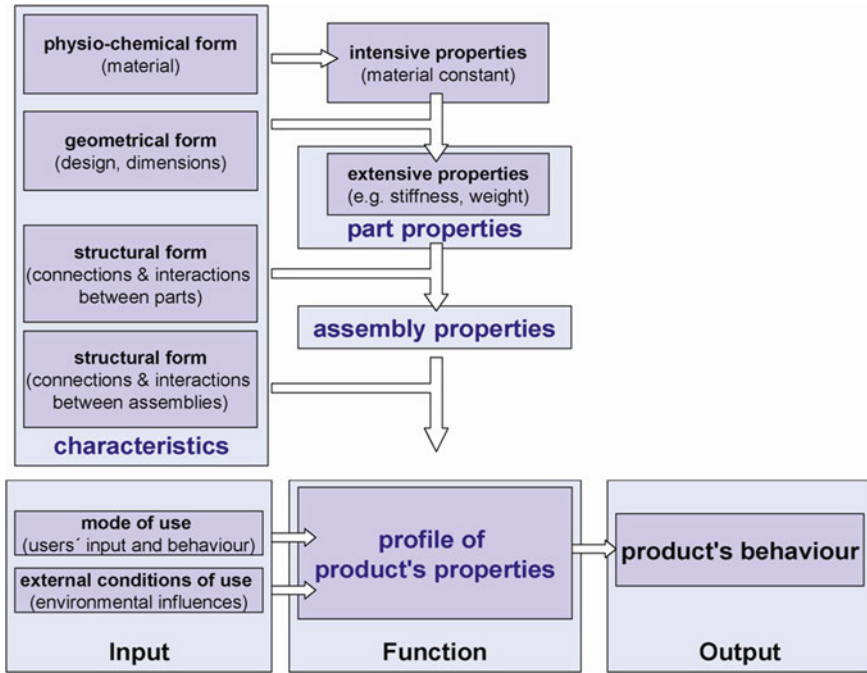 physio-chemical form
(material)
intensive properties
(material constant)
geometrical form
(design, dimensions)
extensive properties
(e.g. stiffness, weight)
part properties
structural form
(connections & interactions
between parts)
assembly properties
structural form
(connections & interactions
between assemblies)
characteristics
mode of use
(users´ input and behaviour)
external conditions of use
(environmental influences)
Input
profile of
product's properties
Function
product's behaviour
Output